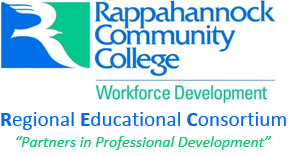 Rappahannock
Community
College
Workforce Development
Regional Educational Consortium
"Partners in Professional Development"